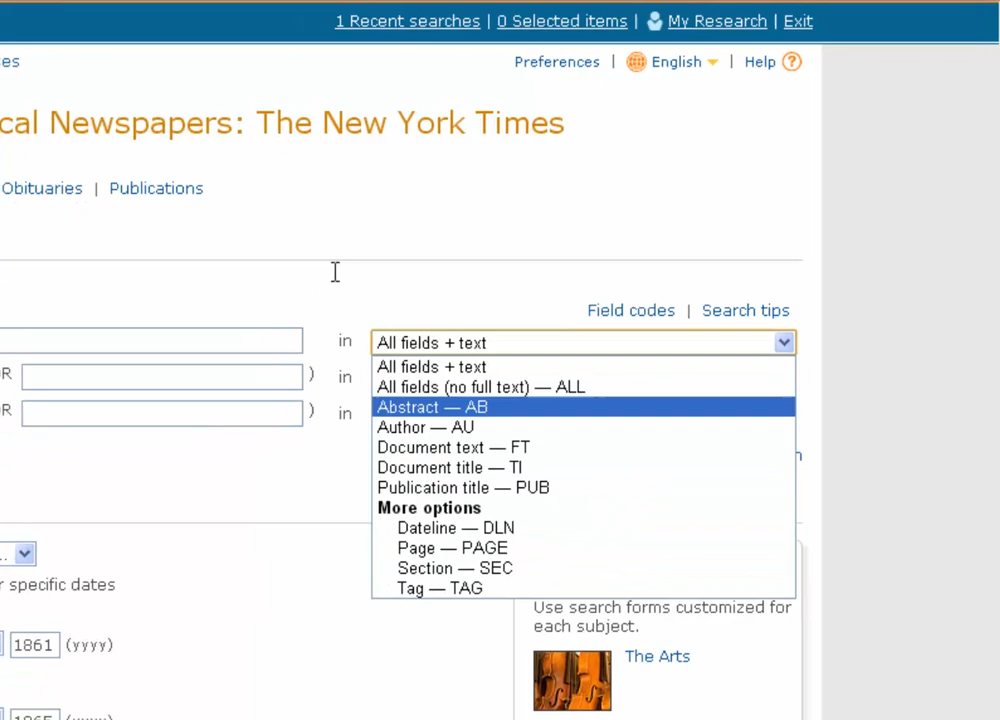 1 Recent searches | 0 Selected items | My Research | Exit
es
Preferences | English | Help ?
cal Newspapers: The New York Times
Obituaries | Publications
Field codes | Search tips
in All fields + text
All fields + text
R ) in
All fields (no full text) — ALL
Abstract — AB
R ) in
Author — AU
Document text — FT
Document title — TI
Publication title — PUB
More options
Dateline — DLN
Page — PAGE
Section — SEC
r specific dates
Tag — TAG
Use search forms customized for
each subject.
1861 (yyyy)
The Arts